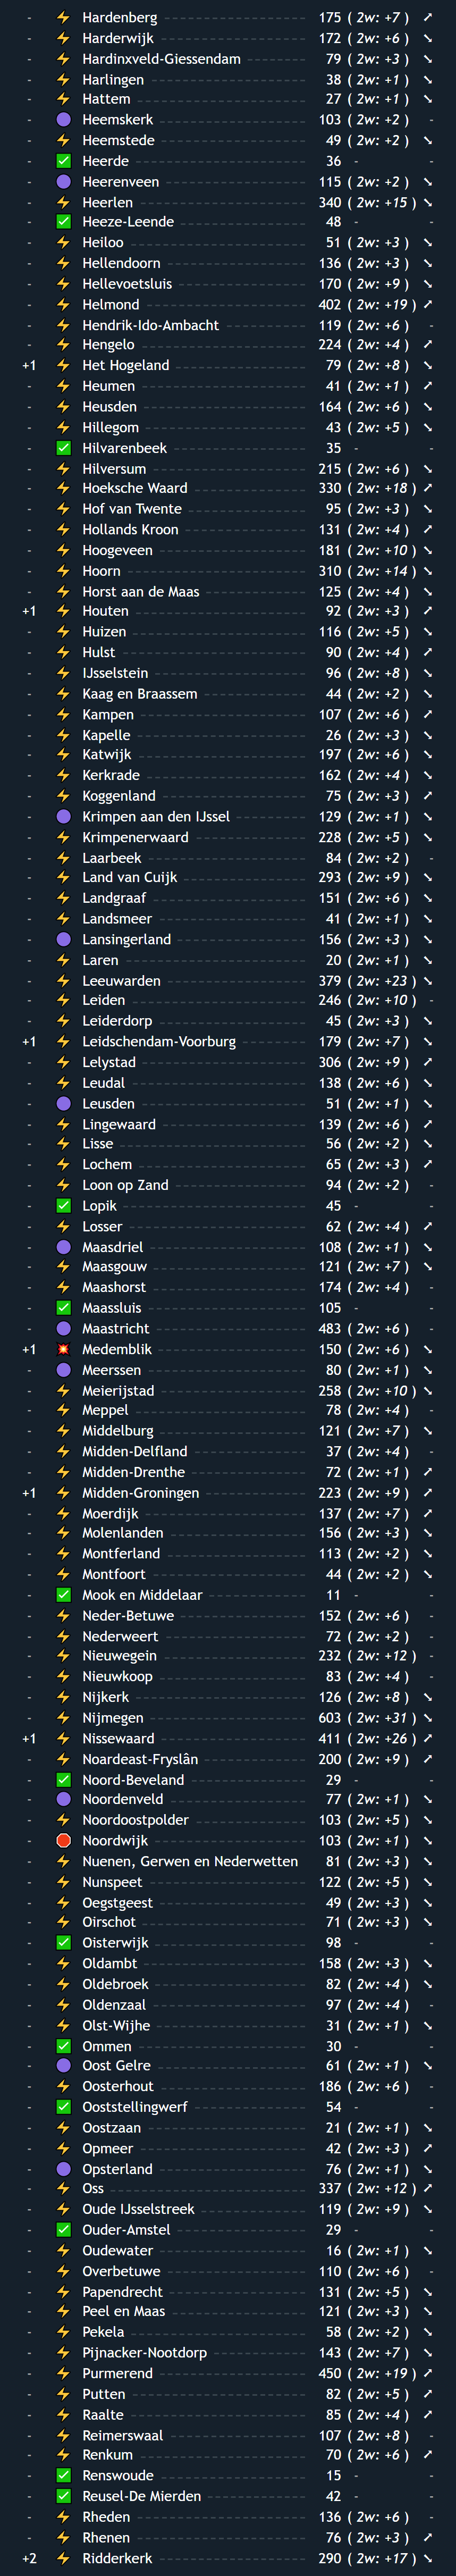 - ⚡ Hardenberg 175 ( 2w: +7 ) ➚
- ⚡ Harderwijk 172 ( 2w: +6 ) ➘
- ⚡ Hardinxveld-Giessendam 79 ( 2w: +3 ) ➘
- ⚡ Harlingen 38 ( 2w: +1 ) ➘
- ⚡ Hattem 27 ( 2w: +1 ) ➘
- 🟣 Heemskerk 103 ( 2w: +2 ) -
- ⚡ Heemstede 49 ( 2w: +2 ) ➘
- ✅ Heerde 36 - -
- 🟣 Heerenveen 115 ( 2w: +2 ) ➘
- ⚡ Heerlen 340 ( 2w: +15 ) ➘
- ✅ Heeze-Leende 48 - -
- ⚡ Heiloo 51 ( 2w: +3 ) ➘
- ⚡ Hellendoorn 136 ( 2w: +3 ) ➘
- ⚡ Hellevoetsluis 170 ( 2w: +9 ) ➘
- ⚡ Helmond 402 ( 2w: +19 ) ➚
- ⚡ Hendrik-Ido-Ambacht 119 ( 2w: +6 ) -
- ⚡ Hengelo 224 ( 2w: +4 ) ➚
+1 ⚡ Het Hogeland 79 ( 2w: +8 ) ➘
- ⚡ Heumen 41 ( 2w: +1 ) ➚
- ⚡ Heusden 164 ( 2w: +6 ) ➘
- ⚡ Hillegom 43 ( 2w: +5 ) ➘
- ✅ Hilvarenbeek 35 - -
- ⚡ Hilversum 215 ( 2w: +6 ) ➘
- ⚡ Hoeksche Waard 330 ( 2w: +18 ) ➚
- ⚡ Hof van Twente 95 ( 2w: +3 ) ➘
- ⚡ Hollands Kroon 131 ( 2w: +4 ) ➚
- ⚡ Hoogeveen 181 ( 2w: +10 ) ➘
- ⚡ Hoorn 310 ( 2w: +14 ) ➘
- ⚡ Horst aan de Maas 125 ( 2w: +4 ) ➘
+1 ⚡ Houten 92 ( 2w: +3 ) ➚
- ⚡ Huizen 116 ( 2w: +5 ) ➘
- ⚡ Hulst 90 ( 2w: +4 ) ➚
- ⚡ IJsselstein 96 ( 2w: +8 ) ➘
- ⚡ Kaag en Braassem 44 ( 2w: +2 ) ➘
- ⚡ Kampen 107 ( 2w: +6 ) ➚
- ⚡ Kapelle 26 ( 2w: +3 ) ➘
- ⚡ Katwijk 197 ( 2w: +6 ) ➘
- ⚡ Kerkrade 162 ( 2w: +4 ) ➘
- ⚡ Koggenland 75 ( 2w: +3 ) ➚
- 🟣 Krimpen aan den IJssel 129 ( 2w: +1 ) ➘
- ⚡ Krimpenerwaard 228 ( 2w: +5 ) ➘
- ⚡ Laarbeek 84 ( 2w: +2 ) -
- ⚡ Land van Cuijk 293 ( 2w: +9 ) ➘
- ⚡ Landgraaf 151 ( 2w: +6 ) ➘
- ⚡ Landsmeer 41 ( 2w: +1 ) ➘
- 🟣 Lansingerland 156 ( 2w: +3 ) ➘
- ⚡ Laren 20 ( 2w: +1 ) ➘
- ⚡ Leeuwarden 379 ( 2w: +23 ) ➘
- ⚡ Leiden 246 ( 2w: +10 ) -
- ⚡ Leiderdorp 45 ( 2w: +3 ) ➘
+1 ⚡ Leidschendam-Voorburg 179 ( 2w: +7 ) ➘
- ⚡ Lelystad 306 ( 2w: +9 ) ➚
- ⚡ Leudal 138 ( 2w: +6 ) ➘
- 🟣 Leusden 51 ( 2w: +1 ) ➘
- ⚡ Lingewaard 139 ( 2w: +6 ) ➚
- ⚡ Lisse 56 ( 2w: +2 ) ➘
- ⚡ Lochem 65 ( 2w: +3 ) ➚
- ⚡ Loon op Zand 94 ( 2w: +2 ) -
- ✅ Lopik 45 - -
- ⚡ Losser 62 ( 2w: +4 ) ➚
- 🟣 Maasdriel 108 ( 2w: +1 ) ➘
- ⚡ Maasgouw 121 ( 2w: +7 ) ➘
- ⚡ Maashorst 174 ( 2w: +4 ) -
- ✅ Maassluis 105 - -
- 🟣 Maastricht 483 ( 2w: +6 ) -
+1 💥 Medemblik 150 ( 2w: +6 ) ➘
- 🟣 Meerssen 80 ( 2w: +1 ) ➘
- ⚡ Meierijstad 258 ( 2w: +10 ) ➘
- ⚡ Meppel 78 ( 2w: +4 ) -
- ⚡ Middelburg 121 ( 2w: +7 ) ➘
- ⚡ Midden-Delfland 37 ( 2w: +4 ) -
- ⚡ Midden-Drenthe 72 ( 2w: +1 ) ➚
+1 ⚡ Midden-Groningen 223 ( 2w: +9 ) ➚
- ⚡ Moerdijk 137 ( 2w: +7 ) ➚
- ⚡ Molenlanden 156 ( 2w: +3 ) ➘
- ⚡ Montferland 113 ( 2w: +2 ) ➘
- ⚡ Montfoort 44 ( 2w: +2 ) ➘
- ✅ Mook en Middelaar 11 - -
- ⚡ Neder-Betuwe 152 ( 2w: +6 ) -
- ⚡ Nederweert 72 ( 2w: +2 ) -
- ⚡ Nieuwegein 232 ( 2w: +12 ) -
- ⚡ Nieuwkoop 83 ( 2w: +4 ) -
- ⚡ Nijkerk 126 ( 2w: +8 ) ➘
- ⚡ Nijmegen 603 ( 2w: +31 ) ➘
+1 ⚡ Nissewaard 411 ( 2w: +26 ) ➚
- ⚡ Noardeast-Fryslân 200 ( 2w: +9 ) ➚
- ✅ Noord-Beveland 29 - -
- 🟣 Noordenveld 77 ( 2w: +1 ) ➘
- ⚡ Noordoostpolder 103 ( 2w: +5 ) ➘
- 🛑 Noordwijk 103 ( 2w: +1 ) ➘
- ⚡ Nuenen, Gerwen en Nederwetten 81 ( 2w: +3 ) ➘
- ⚡ Nunspeet 122 ( 2w: +5 ) ➘
- ⚡ Oegstgeest 49 ( 2w: +3 ) ➘
- ⚡ Oirschot 71 ( 2w: +3 ) ➘
- ✅ Oisterwijk 98 - -
- ⚡ Oldambt 158 ( 2w: +3 ) ➘
- ⚡ Oldebroek 82 ( 2w: +4 ) ➘
- ⚡ Oldenzaal 97 ( 2w: +4 ) -
- ⚡ Olst-Wijhe 31 ( 2w: +1 ) ➘
- ✅ Ommen 30 - -
- 🟣 Oost Gelre 61 ( 2w: +1 ) ➘
- ⚡ Oosterhout 186 ( 2w: +6 ) -
- ✅ Ooststellingwerf 54 - -
- ⚡ Oostzaan 21 ( 2w: +1 ) ➘
- ⚡ Opmeer 42 ( 2w: +3 ) ➚
- 🟣 Opsterland 76 ( 2w: +1 ) ➘
- ⚡ Oss 337 ( 2w: +12 ) ➚
- ⚡ Oude IJsselstreek 119 ( 2w: +9 ) ➘
- ✅ Ouder-Amstel 29 - -
- ⚡ Oudewater 16 ( 2w: +1 ) ➘
- ⚡ Overbetuwe 110 ( 2w: +6 ) -
- ⚡ Papendrecht 131 ( 2w: +5 ) ➘
- ⚡ Peel en Maas 121 ( 2w: +3 ) ➘
- ⚡ Pekela 58 ( 2w: +2 ) ➘
- ⚡ Pijnacker-Nootdorp 143 ( 2w: +7 ) ➘
- ⚡ Purmerend 450 ( 2w: +19 ) ➚
- ⚡ Putten 82 ( 2w: +5 ) ➚
- ⚡ Raalte 85 ( 2w: +4 ) ➚
- ⚡ Reimerswaal 107 ( 2w: +8 ) -
- ⚡ Renkum 70 ( 2w: +6 ) ➚
- ✅ Renswoude 15 - -
- ✅ Reusel-De Mierden 42 - -
- ⚡ Rheden 136 ( 2w: +6 ) -
- ⚡ Rhenen 76 ( 2w: +3 ) ➚
+2 ⚡ Ridderkerk 290 ( 2w: +17 ) ➘